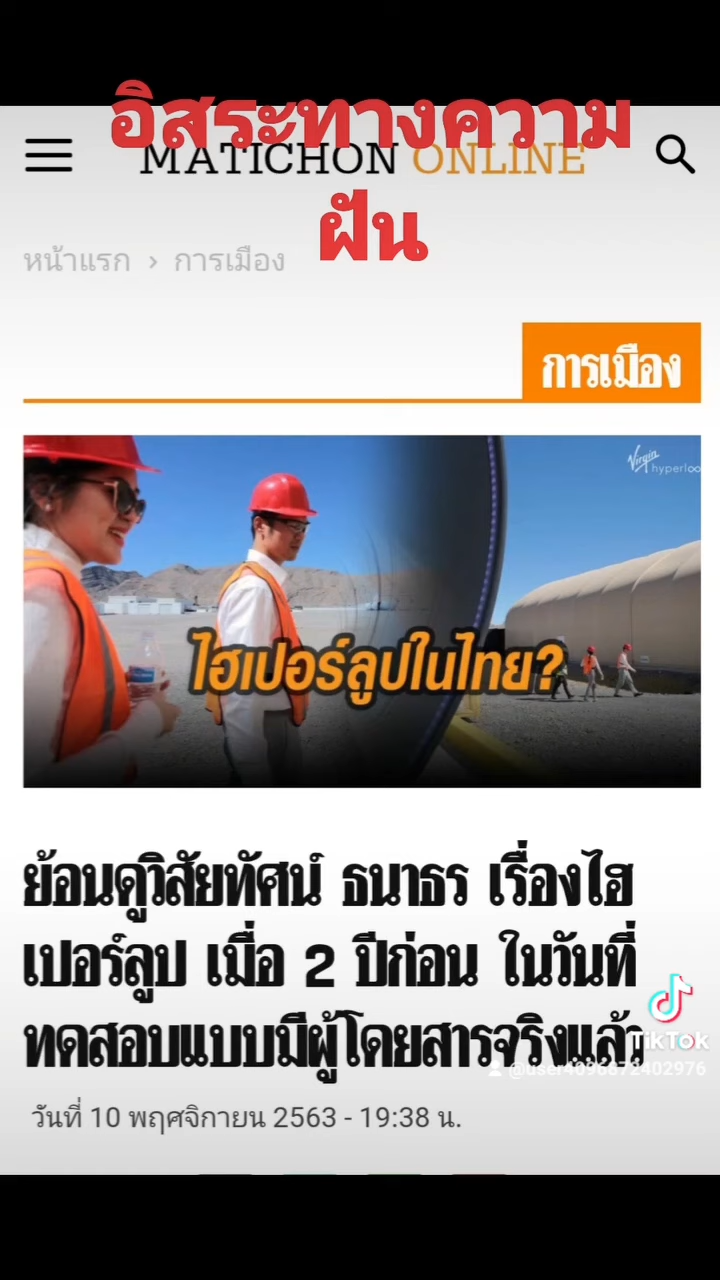 อิสระทางความ
ฝัน
MATICHON ONLINE
หน้าแรก › การเมือง
การเมือง
Virgin
hyperloo
ไฮเปอร์ลูปในไทย?
ย้อนดูวิสัยทัศน์ ธนาธร เรื่องไฮ
เปอร์ลูป เมื่อ 2 ปีก่อน ในวันที่
ทดสอบแบบมีผู้โดยสารจริงแล้ว
TikTok
@user4096872402976
วันที่ 10 พฤศจิกายน 2563 - 19:38 น.